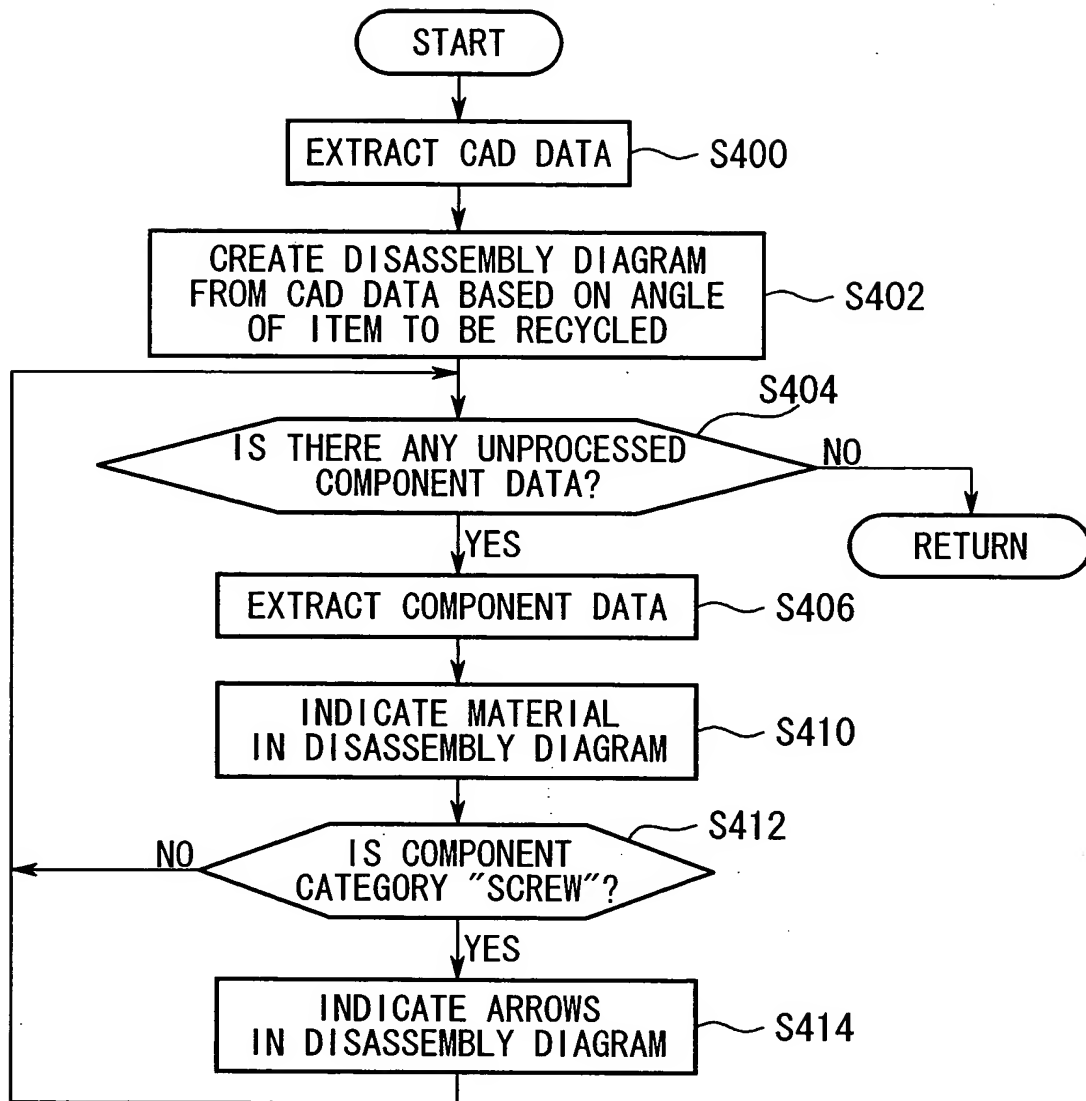 START
EXTRACT CAD DATA
S400
CREATE DISASSEMBLY DIAGRAM
FROM CAD DATA BASED ON ANGLE
OF ITEM TO BE RECYCLED
S402
S404
IS THERE ANY UNPROCESSED
COMPONENT DATA?
NO
RETURN
YES
EXTRACT COMPONENT DATA
S406
INDICATE MATERIAL
IN DISASSEMBLY DIAGRAM
S410
S412
NO
IS COMPONENT
CATEGORY "SCREW"?
YES
INDICATE ARROWS
IN DISASSEMBLY DIAGRAM
S414